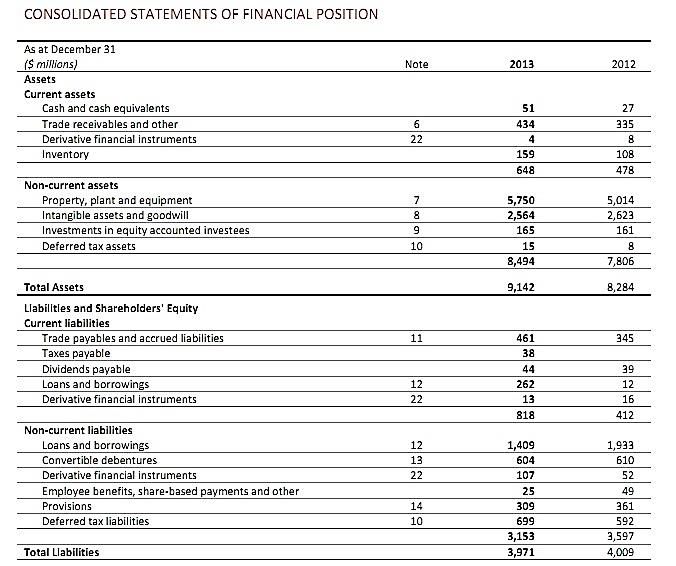 CONSOLIDATED STATEMENTS OF FINANCIAL POSITION
As at December 31
($ millions) Note 2013 2012
Assets
Current assets
Cash and cash equivalents 51 27
Trade receivables and other 6 434 335
Derivative financial instruments 22 4 8
Inventory 159 108
648 478
Non-current assets
Property, plant and equipment 7 5,750 5,014
Intangible assets and goodwill 8 2,564 2,623
Investments in equity accounted investees 9 165 161
Deferred tax assets 10 15 8
8,494 7,806
Total Assets 9,142 8,284
Liabilities and Shareholders' Equity
Current liabilities
Trade payables and accrued liabilities 11 461 345
Taxes payable 38
Dividends payable 44 39
Loans and borrowings 12 262 12
Derivative financial instruments 22 13 16
818 412
Non-current liabilities
Loans and borrowings 12 1,409 1,933
Convertible debentures 13 604 610
Derivative financial instruments 22 107 52
Employee benefits, share-based payments and other 25 49
Provisions 14 309 361
Deferred tax liabilities 10 699 592
3,153 3,597
Total Liabilities 3,971 4,009